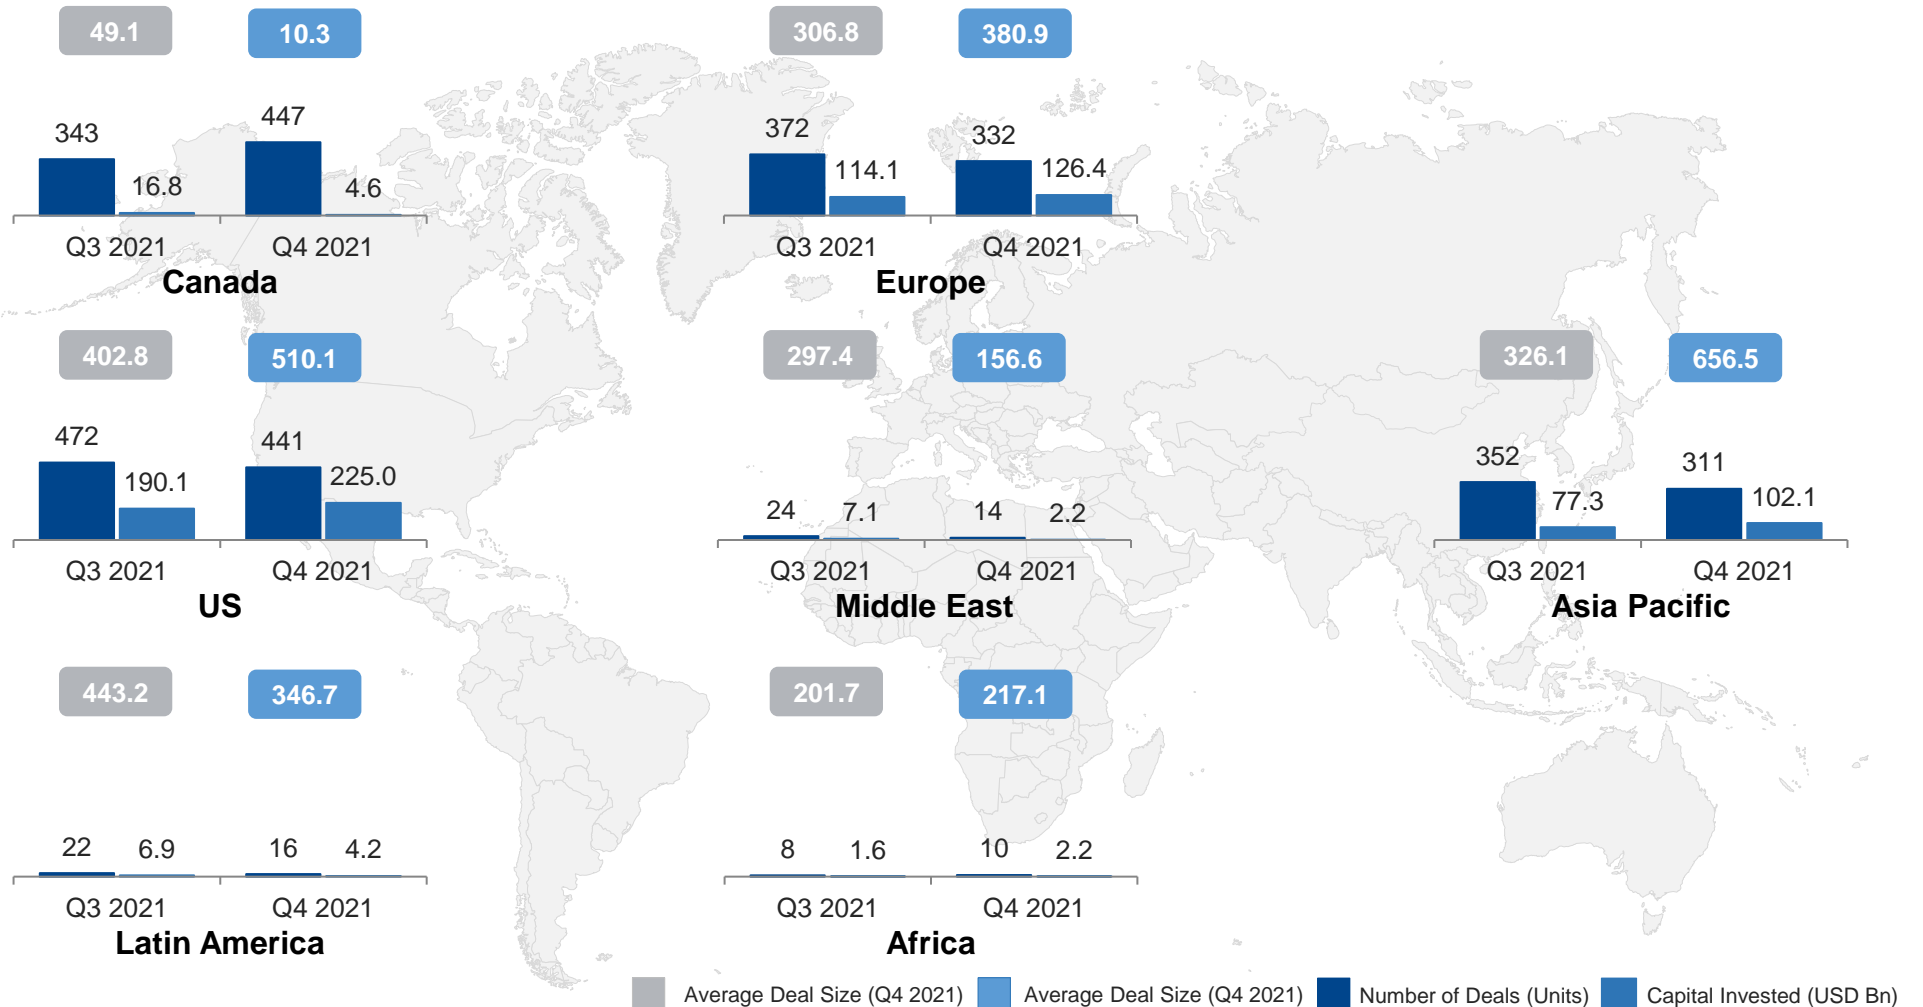 49.1 10.3
343 16.8 447 4.6
Q3 2021 Q4 2021
Canada
306.8 380.9
372 114.1 332 126.4
Q3 2021 Q4 2021
Europe
402.8 510.1
472 190.1 441 225.0
Q3 2021 Q4 2021
US
297.4 156.6
24 7.1 14 2.2
Q3 2021 Q4 2021
Middle East
326.1 656.5
352 77.3 311 102.1
Q3 2021 Q4 2021
Asia Pacific
443.2 346.7
22 6.9 16 4.2
Q3 2021 Q4 2021
Latin America
201.7 217.1
8 1.6 10 2.2
Q3 2021 Q4 2021
Africa
Average Deal Size (Q4 2021) Average Deal Size (Q4 2021) Number of Deals (Units) Capital Invested (USD Bn)